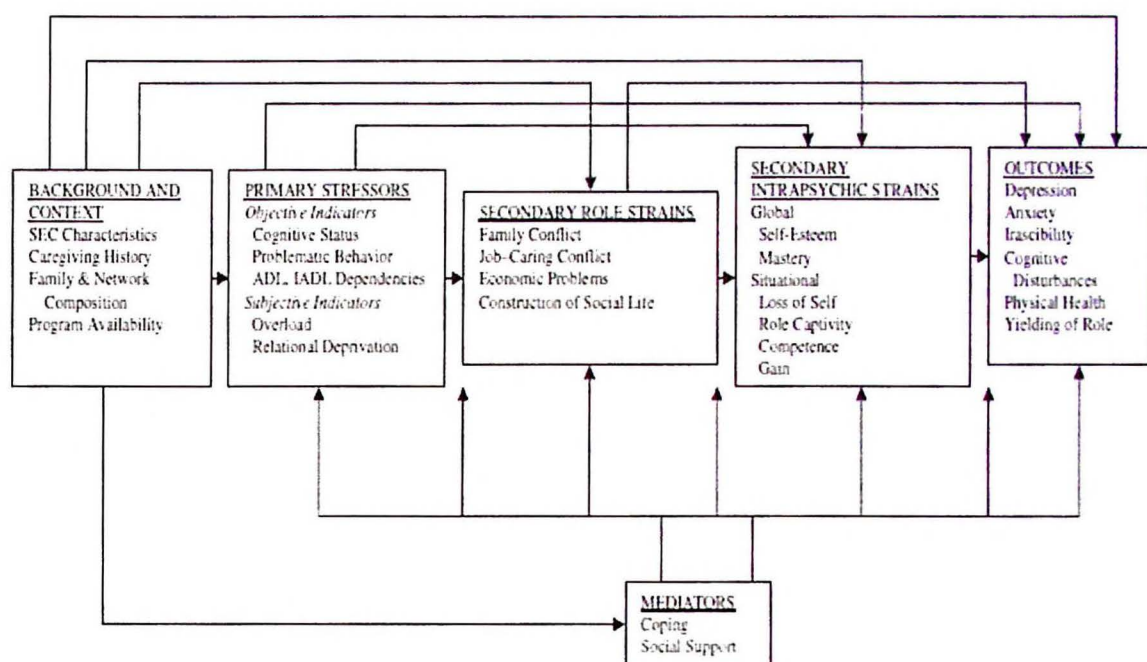 BACKGROUND AND
CONTEXT
SEC Characteristics
Caregiving History
Family & Network
Composition
Program Availability
PRIMARY STRESSORS
Objective Indicators
Cognitive Status
Problematic Behavior
ADL, IADL Dependencies
Subjective Indicators
Overload
Relational Deprivation
SECONDARY ROLE STRAINS
Family Conflict
Job-Caring Conflict
Economic Problems
Construction of Social Life
SECONDARY
INTRAPSYCHIC STRAINS
Global
Self-Esteem
Mastery
Situational
Loss of Self
Role Captivity
Competence
Gain
OUTCOMES
Depression
Anxiety
Irascibility
Cognitive
Disturbances
Physical Health
Yielding of Role
MEDIATORS
Coping
Social Support